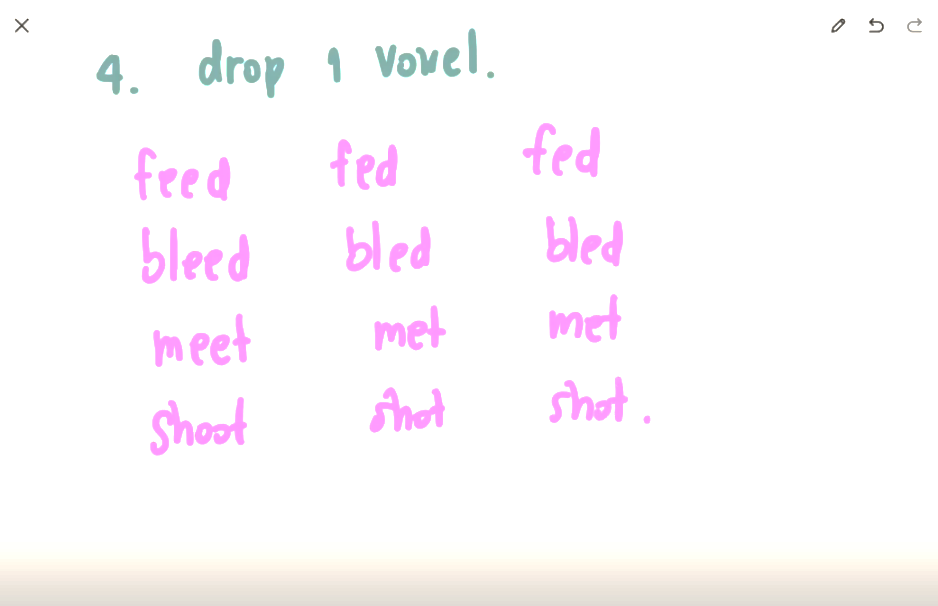 4. drop 1 vowel.
feed fed fed
bleed bled bled
meet met met
shoot shot shot.